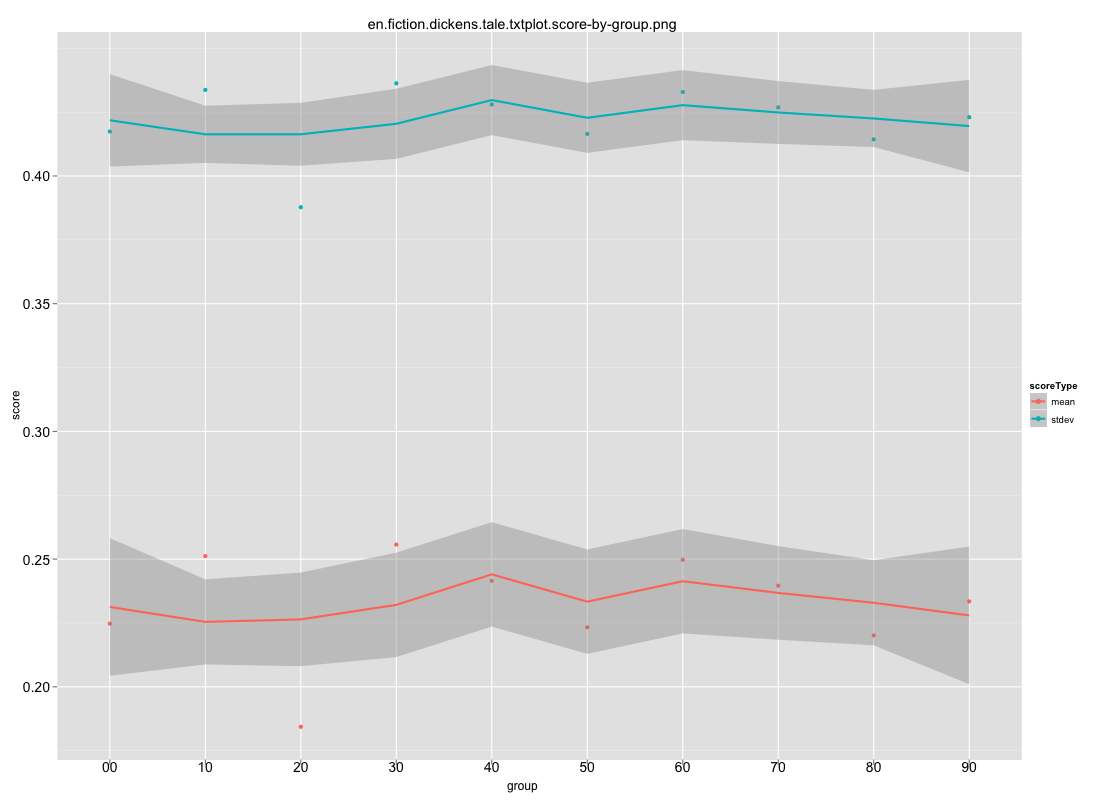 en.fiction.dickens.tale.txtplot.score-by-group.png
score
0.40
0.35
0.30
0.25
0.20
00 10 20 30 40 50 60 70 80 90
group
scoreType
mean
stdev